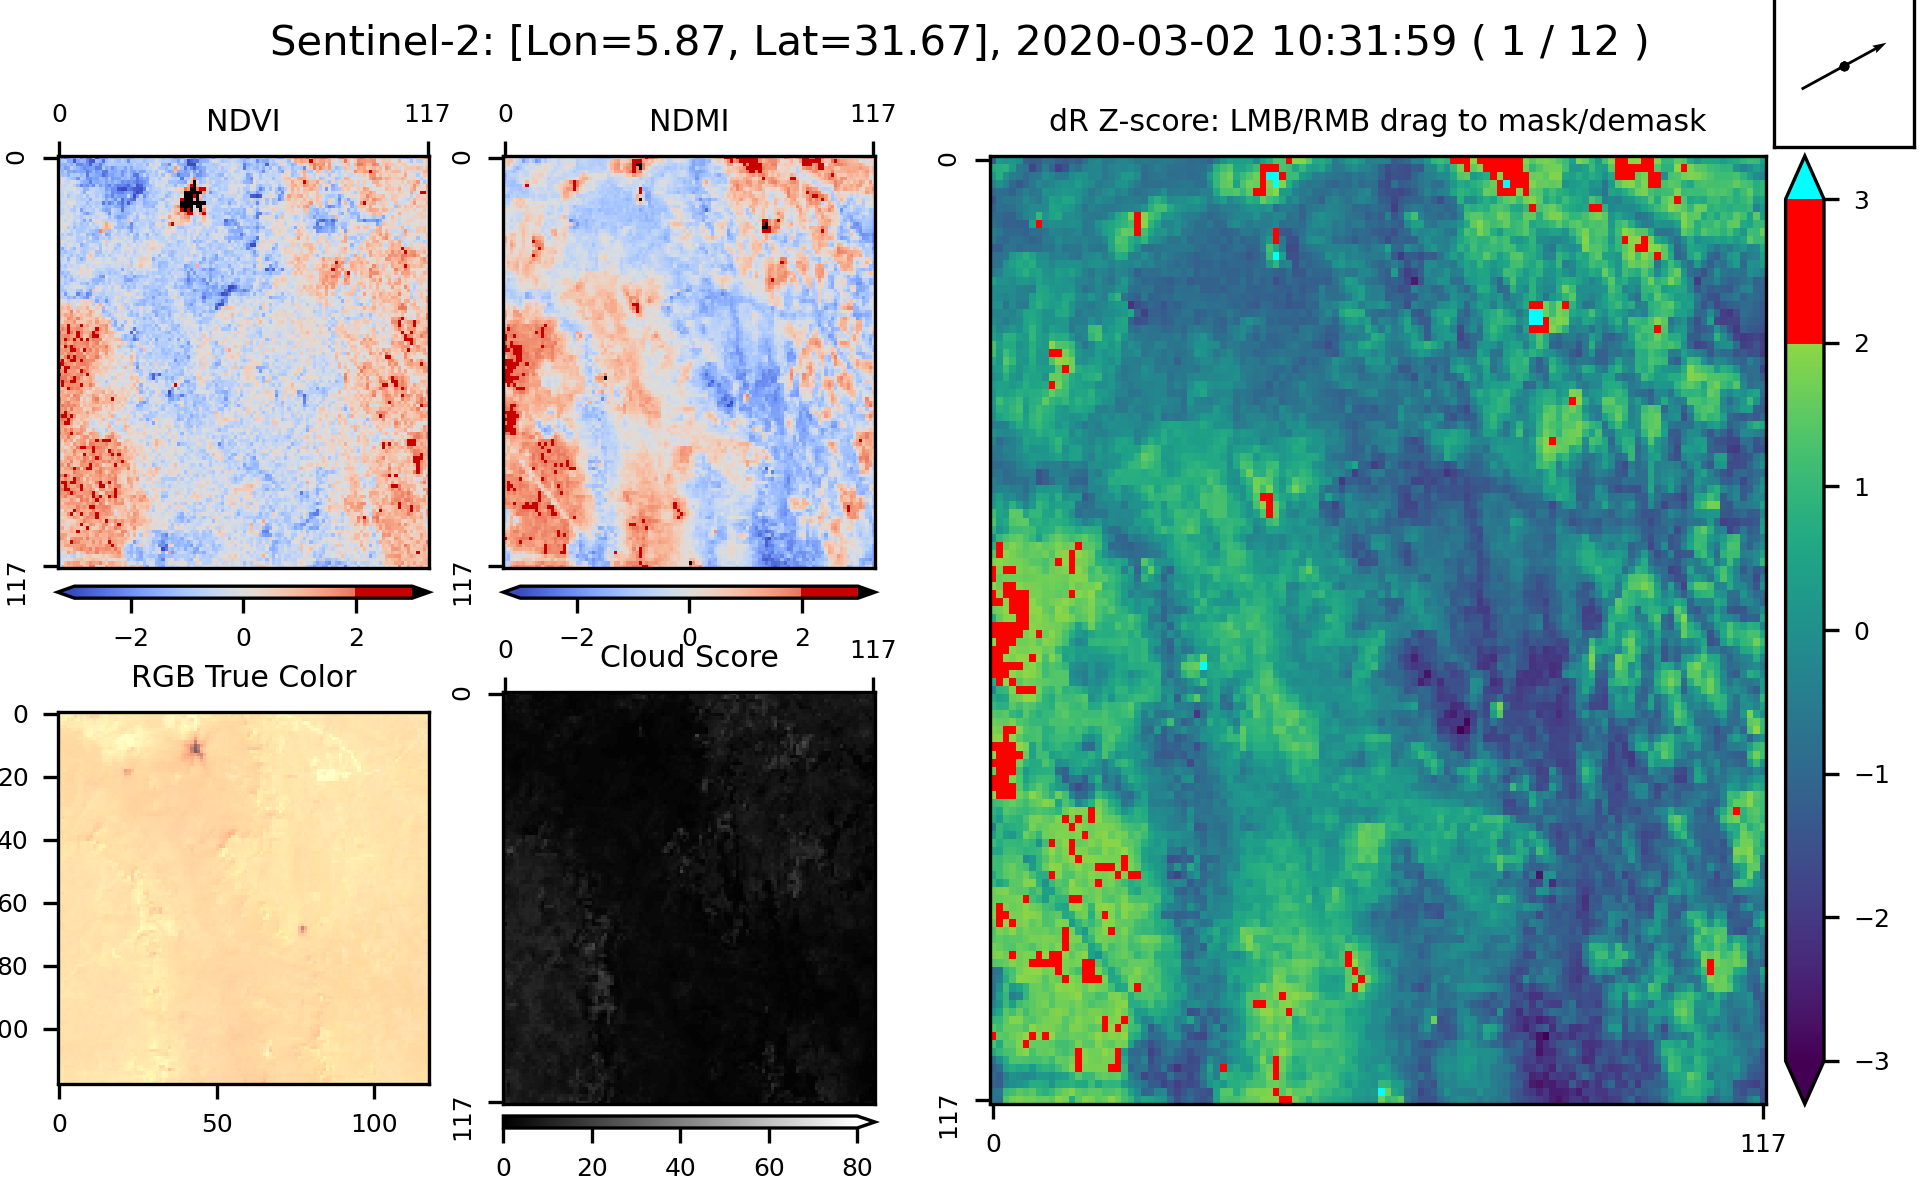 Sentinel-2: [Lon=5.87, Lat=31.67], 2020-03-02 10:31:59 ( 1 / 12 )
0 NDVI 117
0
117
−2 0 2
0 NDMI 117
0
117
−2 0 2
dR Z-score: LMB/RMB drag to mask/demask
0
117
0 117
3
2
1
0
−1
−2
−3
RGB True Color
0
20
40
60
80
00
0 50 100
0 Cloud Score 117
0
117
0 20 40 60 80